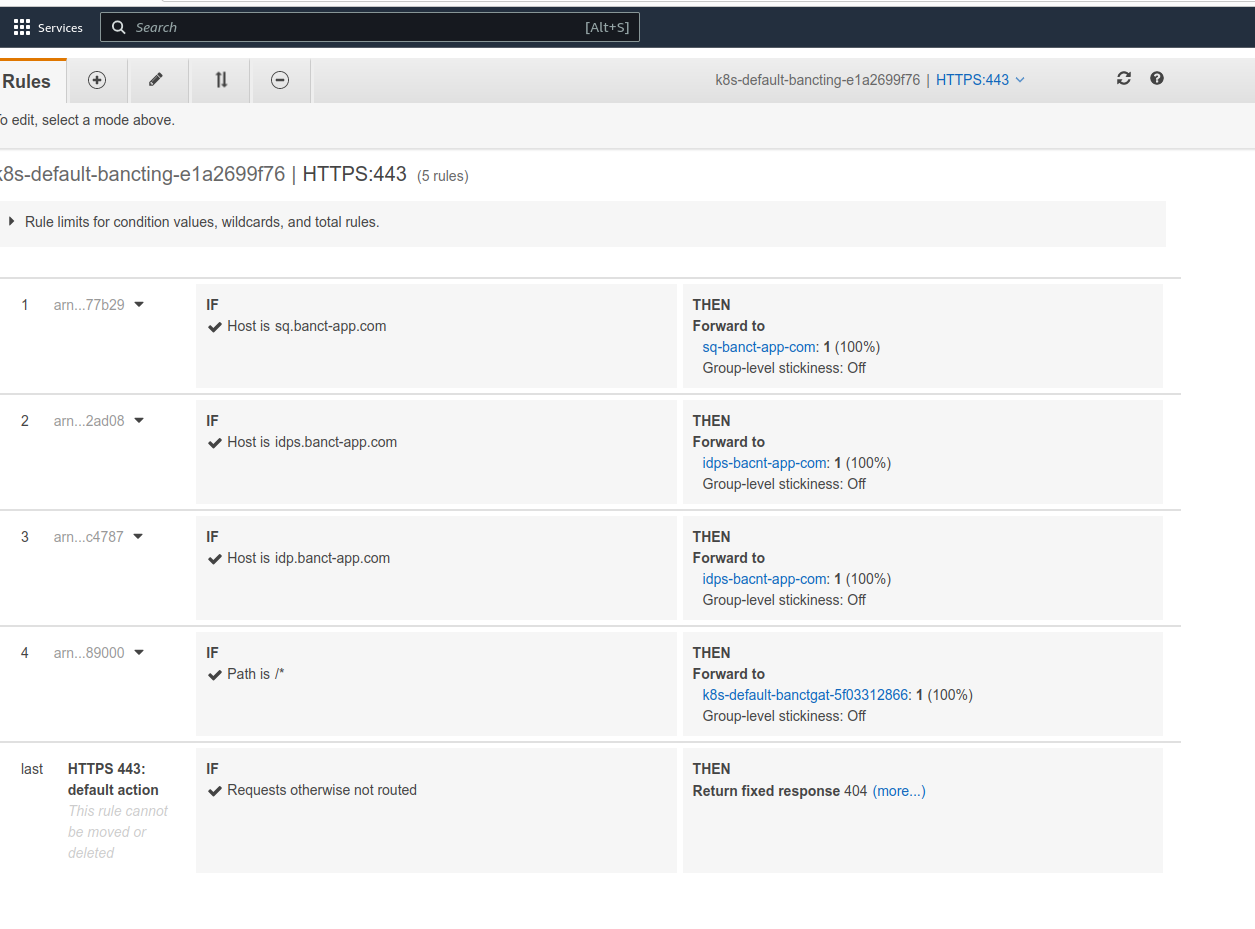 Services
Search [Alt+S]
Rules k8s-default-bancting-e1a2699f76 | HTTPS:443
To edit, select a mode above.
k8s-default-bancting-e1a2699f76 | HTTPS:443 (5 rules)
Rule limits for condition values, wildcards, and total rules.
1 arn...77b29
IF
Host is sq.banct-app.com
THEN
Forward to
sq-banct-app-com: 1 (100%)
Group-level stickiness: Off
2 arn...2ad08
IF
Host is idps.banct-app.com
THEN
Forward to
idps-bacnt-app-com: 1 (100%)
Group-level stickiness: Off
3 arn...c4787
IF
Host is idp.banct-app.com
THEN
Forward to
idps-bacnt-app-com: 1 (100%)
Group-level stickiness: Off
4 arn...89000
IF
Path is /*
THEN
Forward to
k8s-default-banctgat-5f03312866: 1 (100%)
Group-level stickiness: Off
last
HTTPS 443:
default action
This rule cannot
be moved or
deleted
IF
Requests otherwise not routed
THEN
Return fixed response 404 (more...)